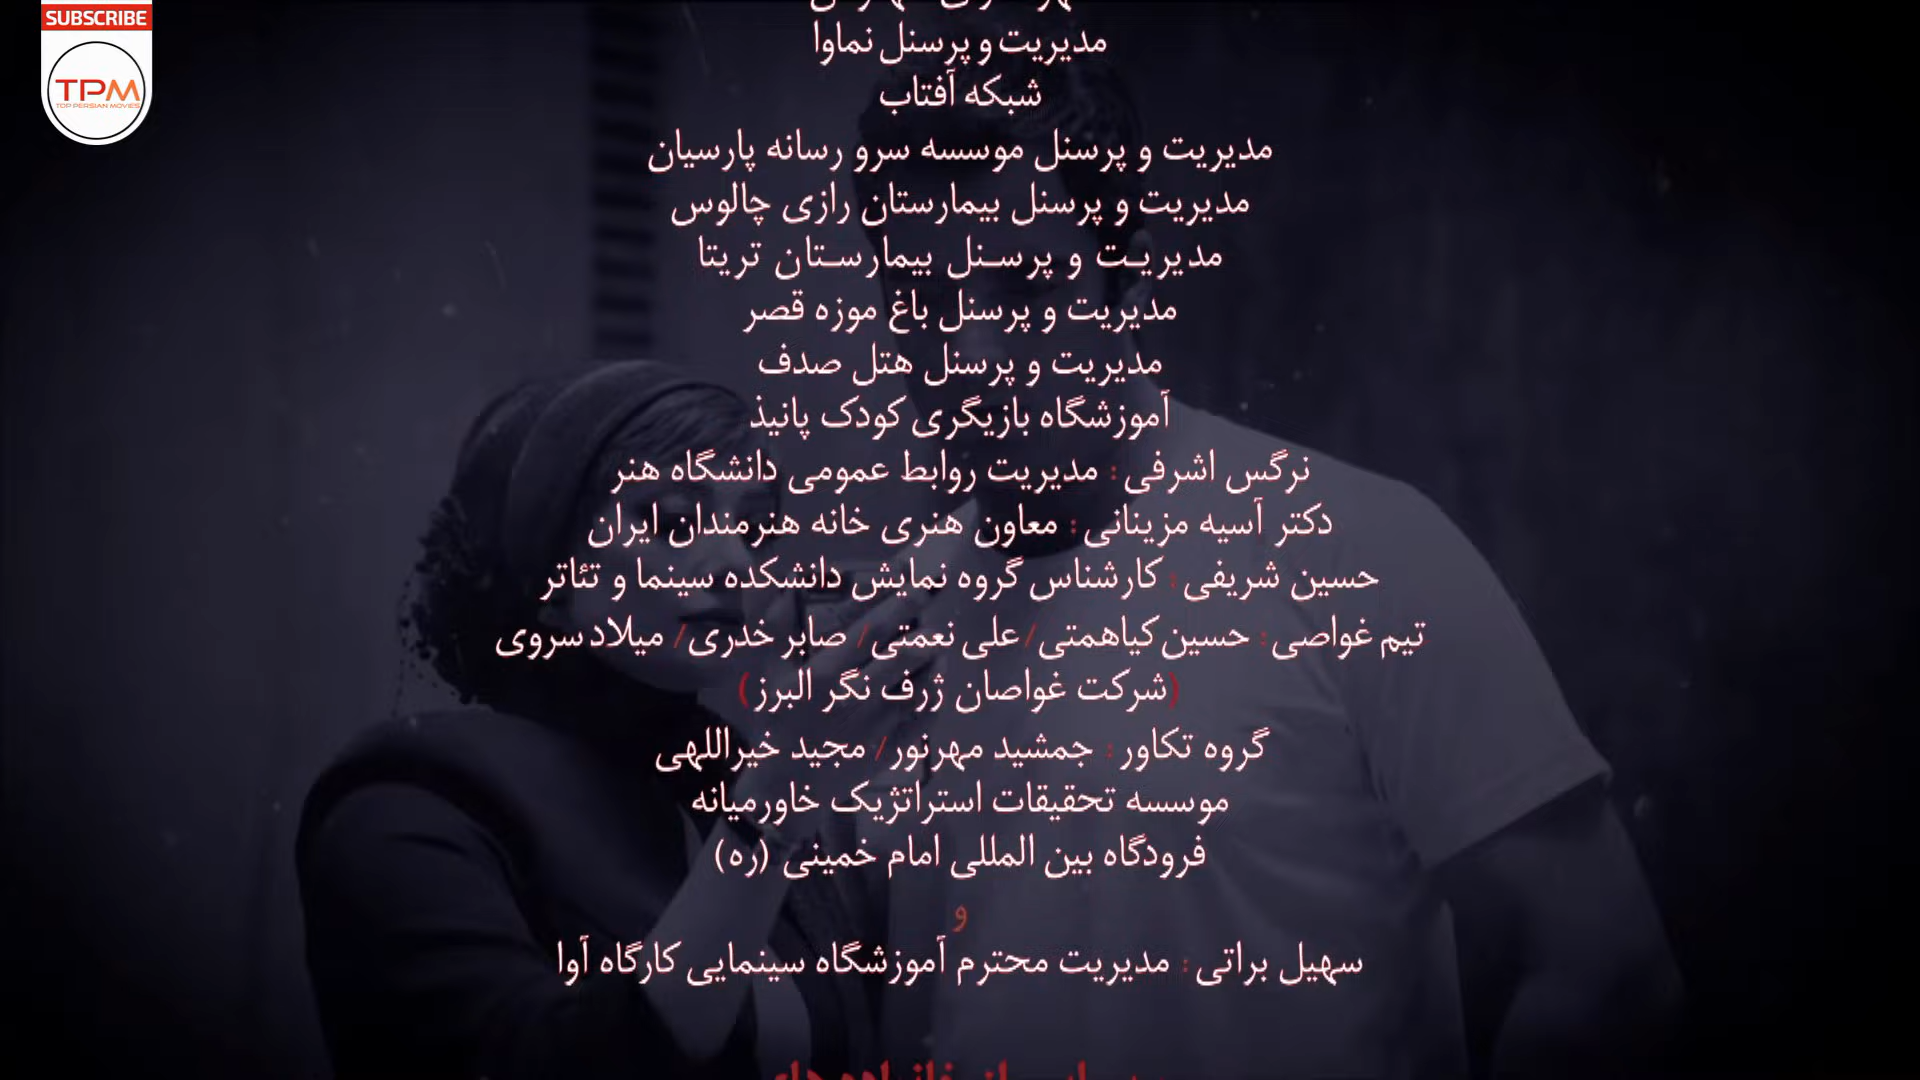 SUBSCRIBE
TPM
TOP PERSIAN MOVIES
مدیریت و پرسنل نماوا
شبکه آفتاب
مدیریت و پرسنل موسسه سرو رسانه پارسیان
مدیریت و پرسنل بیمارستان رازی چالوس
مدیریت و پرسنل بیمارستان تریتا
مدیریت و پرسنل باغ موزه قصر
مدیریت و پرسنل هتل صدف
آموزشگاه بازیگری کودک پانیذ
نرگس اشرفی : مدیریت روابط عمومی دانشگاه هنر
دکتر آسیه مزینانی : معاون هنری خانه هنرمندان ایران
حسین شریفی : کارشناس گروه نمایش دانشکده سینما و تئاتر
تیم غواصی : حسین کیاهمتی / علی نعمتی / صابر خدری / میلاد سروی
(شرکت غواصان ژرف نگر البرز)
گروه تکاور : جمشید مهرنور / مجید خیراللهی
موسسه تحقیقات استراتژیک خاورمیانه
فرودگاه بین المللی امام خمینی (ره)
و
سهیل براتی : مدیریت محترم آموزشگاه سینمایی کارگاه آوا